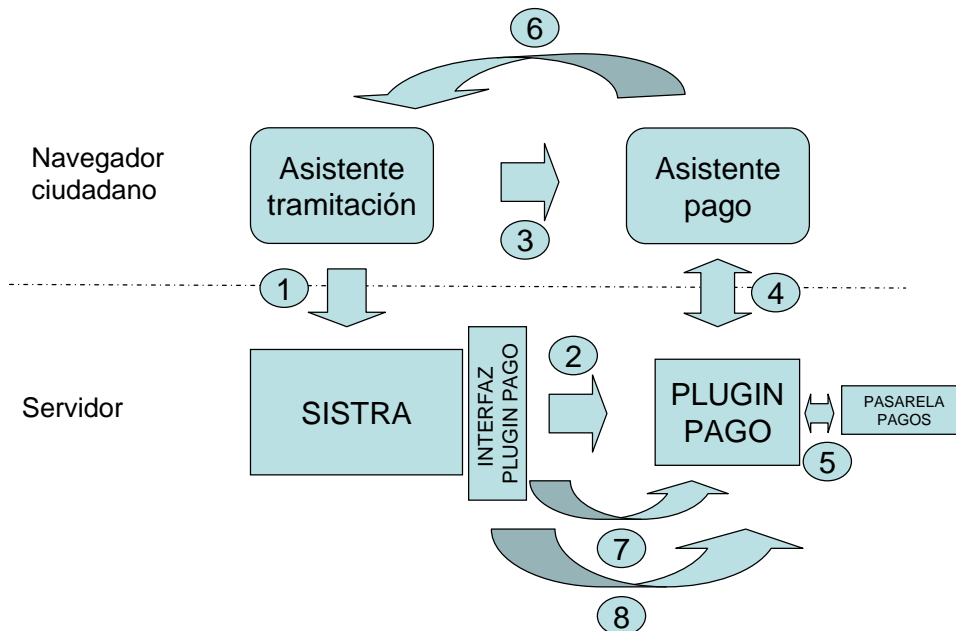 6
Navegador
ciudadano
Asistente
tramitación
3
Asistente
pago
1
4
Servidor
SISTRA
INTERFAZ
PLUGIN PAGO
2
PLUGIN
PAGO
5
PASARELA
PAGOS
7
8